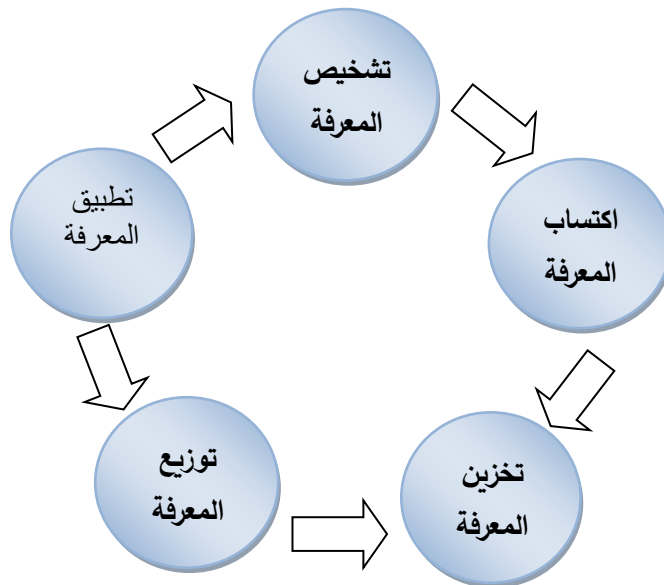 تشخيص
المعرفة
اكتساب
المعرفة
تخزين
المعرفة
توزيع
المعرفة
تطبيق
المعرفة